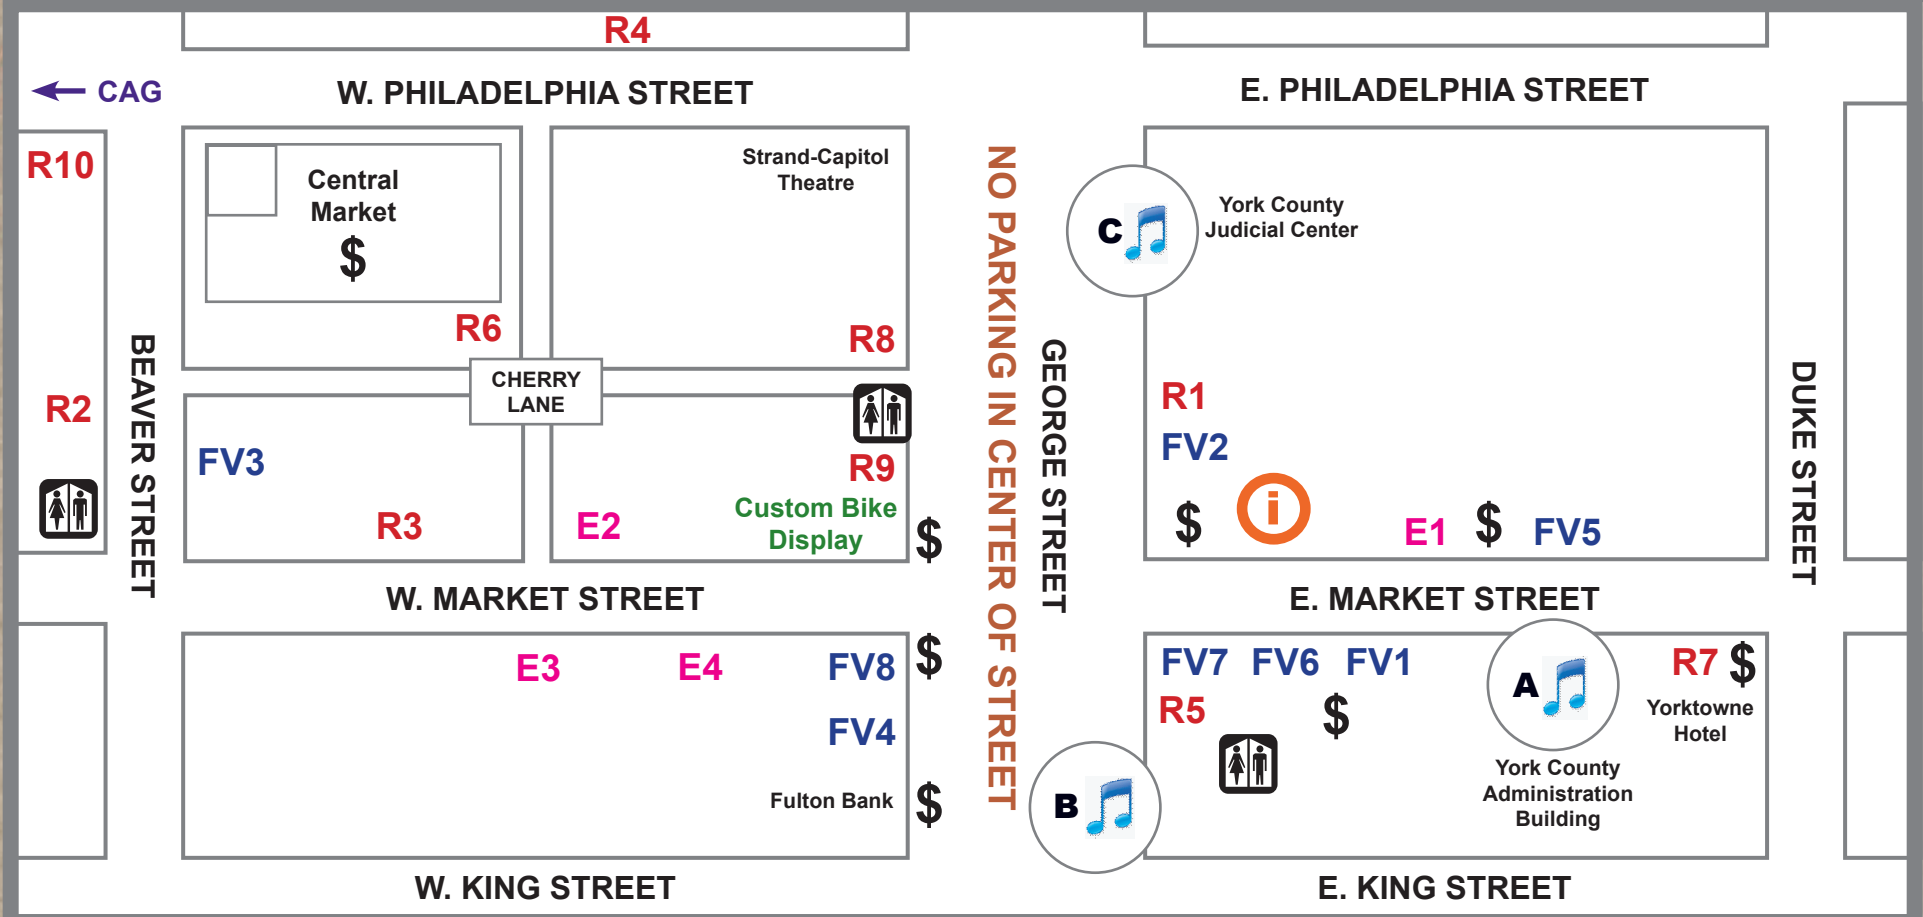 R4
CAG
W. PHILADELPHIA STREET
E. PHILADELPHIA STREET
R10
Central
Market
$
Strand-Capitol
Theatre
R6
R8
C
York County
Judicial Center
NO PARKING IN CENTER OF STREET
GEORGE STREET
BEAVER STREET
DUKE STREET
CHERRY
LANE
R2
R1
FV2
FV3
R3
E2
R9
Custom Bike
Display
$
$
i
E1
$
FV5
W. MARKET STREET
E. MARKET STREET
E3
E4
FV8
$
FV4
Fulton Bank
$
FV7
FV6
FV1
R5
$
A
R7
$
Yorktowne
Hotel
York County
Administration
Building
B
W. KING STREET
E. KING STREET